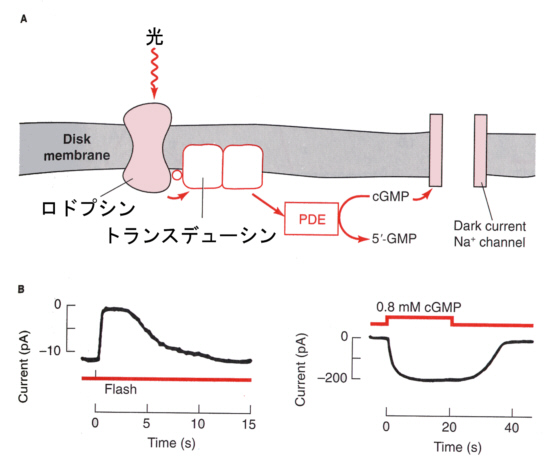 A
光
Disk
membrane
ロドプシン
トランスデューシン
PDE
cGMP
5′-GMP
Dark current
Na⁺ channel
B
0
−10
Current (pA)
Flash
0 5 10 15
Time (s)
0.8 mM cGMP
0
−200
Current (pA)
0 20 40
Time (s)